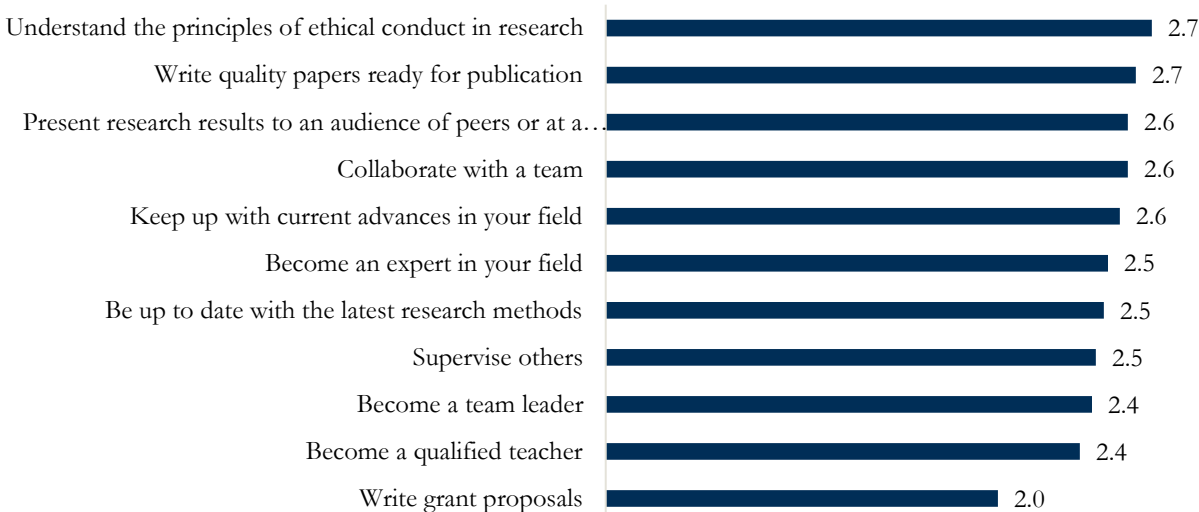 Understand the principles of ethical conduct in research 2.7
Write quality papers ready for publication 2.7
Present research results to an audience of peers or at a… 2.6
Collaborate with a team 2.6
Keep up with current advances in your field 2.6
Become an expert in your field 2.5
Be up to date with the latest research methods 2.5
Supervise others 2.5
Become a team leader 2.4
Become a qualified teacher 2.4
Write grant proposals 2.0